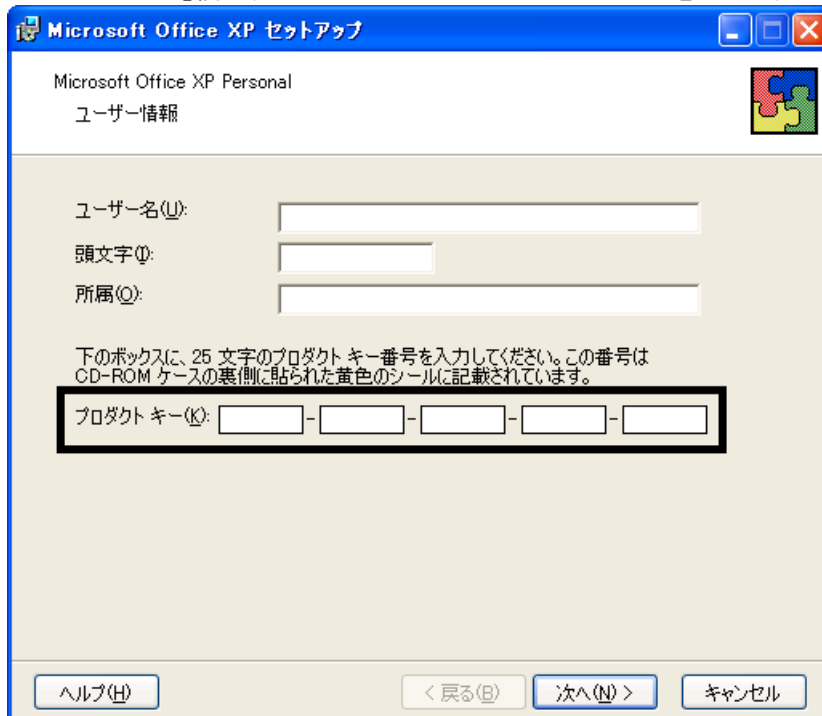 Microsoft Office XP セットアップ
Microsoft Office XP Personal
ユーザー情報
ユーザー名(U):
頭文字(I):
所属(O):
下のボックスに、25 文字のプロダクト キー番号を入力してください。この番号は
CD-ROM ケースの裏側に貼られた黄色のシールに記載されています。
プロダクト キー(K): - - - -
ヘルプ(H) < 戻る(B) 次へ(N) > キャンセル